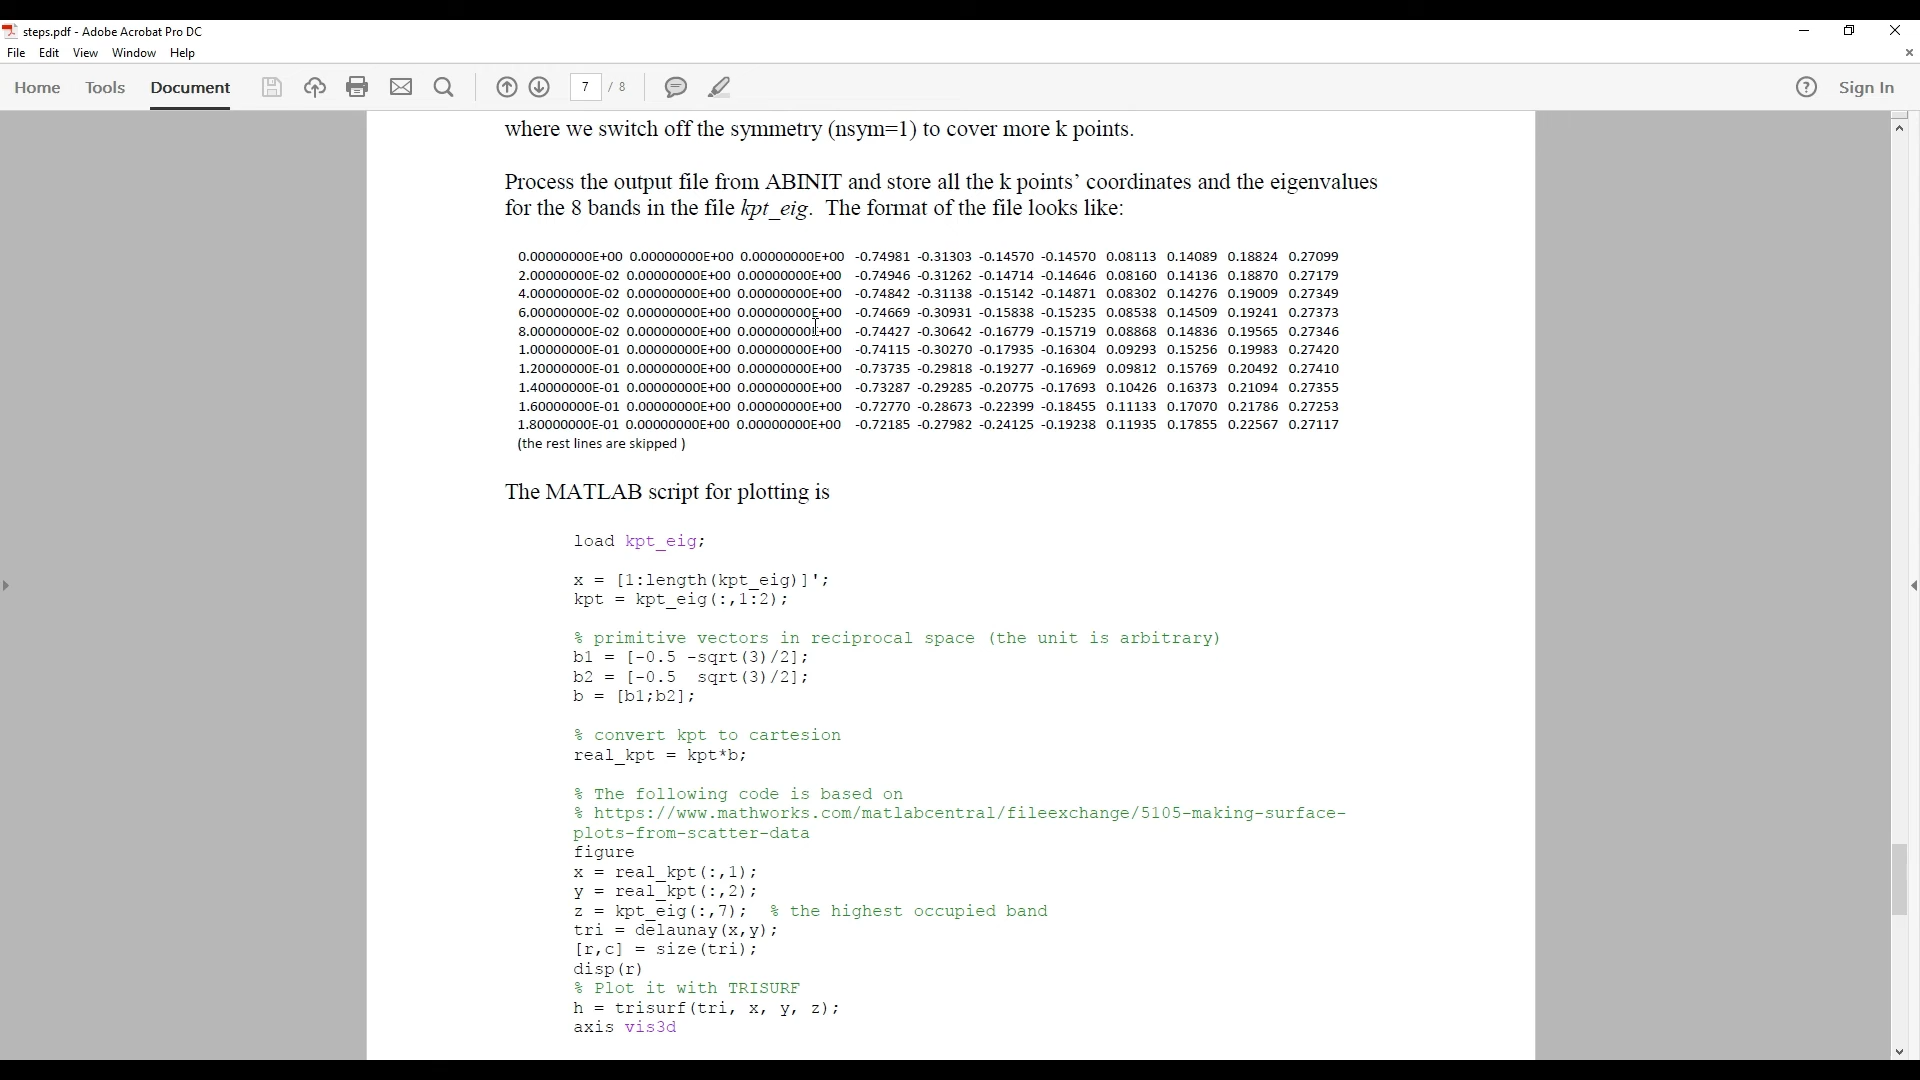 steps.pdf - Adobe Acrobat Pro DC
File Edit View Window Help
Home Tools Document 7 / 8 Sign In
where we switch off the symmetry (nsym=1) to cover more k points.
Process the output file from ABINIT and store all the k points’ coordinates and the eigenvalues
for the 8 bands in the file kpt_eig. The format of the file looks like:
0.00000000E+00 0.00000000E+00 0.00000000E+00 -0.74981 -0.31303 -0.14570 -0.14570 0.08113 0.14089 0.18824 0.27099
2.00000000E-02 0.00000000E+00 0.00000000E+00 -0.74946 -0.31262 -0.14714 -0.14646 0.08160 0.14136 0.18870 0.27179
4.00000000E-02 0.00000000E+00 0.00000000E+00 -0.74842 -0.31138 -0.15142 -0.14871 0.08302 0.14276 0.19009 0.27349
6.00000000E-02 0.00000000E+00 0.00000000E+00 -0.74669 -0.30931 -0.15838 -0.15235 0.08538 0.14509 0.19241 0.27373
8.00000000E-02 0.00000000E+00 0.00000000E+00 -0.74427 -0.30642 -0.16779 -0.15719 0.08868 0.14836 0.19565 0.27346
1.00000000E-01 0.00000000E+00 0.00000000E+00 -0.74115 -0.30270 -0.17935 -0.16304 0.09293 0.15256 0.19983 0.27420
1.20000000E-01 0.00000000E+00 0.00000000E+00 -0.73735 -0.29818 -0.19277 -0.16969 0.09812 0.15769 0.20492 0.27410
1.40000000E-01 0.00000000E+00 0.00000000E+00 -0.73287 -0.29285 -0.20775 -0.17693 0.10426 0.16373 0.21094 0.27355
1.60000000E-01 0.00000000E+00 0.00000000E+00 -0.72770 -0.28673 -0.22399 -0.18455 0.11133 0.17070 0.21786 0.27253
1.80000000E-01 0.00000000E+00 0.00000000E+00 -0.72185 -0.27982 -0.24125 -0.19238 0.11935 0.17855 0.22567 0.27117
(the rest lines are skipped )
The MATLAB script for plotting is
load kpt_eig;
x = [1:length(kpt_eig)]';
kpt = kpt_eig(:,1:2);
% primitive vectors in reciprocal space (the unit is arbitrary)
b1 = [-0.5 -sqrt(3)/2];
b2 = [-0.5  sqrt(3)/2];
b = [b1;b2];
% convert kpt to cartesion
real_kpt = kpt*b;
% The following code is based on
% https://www.mathworks.com/matlabcentral/fileexchange/5105-making-surface-
plots-from-scatter-data
figure
x = real_kpt(:,1);
y = real_kpt(:,2);
z = kpt_eig(:,7);  % the highest occupied band
tri = delaunay(x,y);
[r,c] = size(tri);
disp(r)
% Plot it with TRISURF
h = trisurf(tri, x, y, z);
axis vis3d